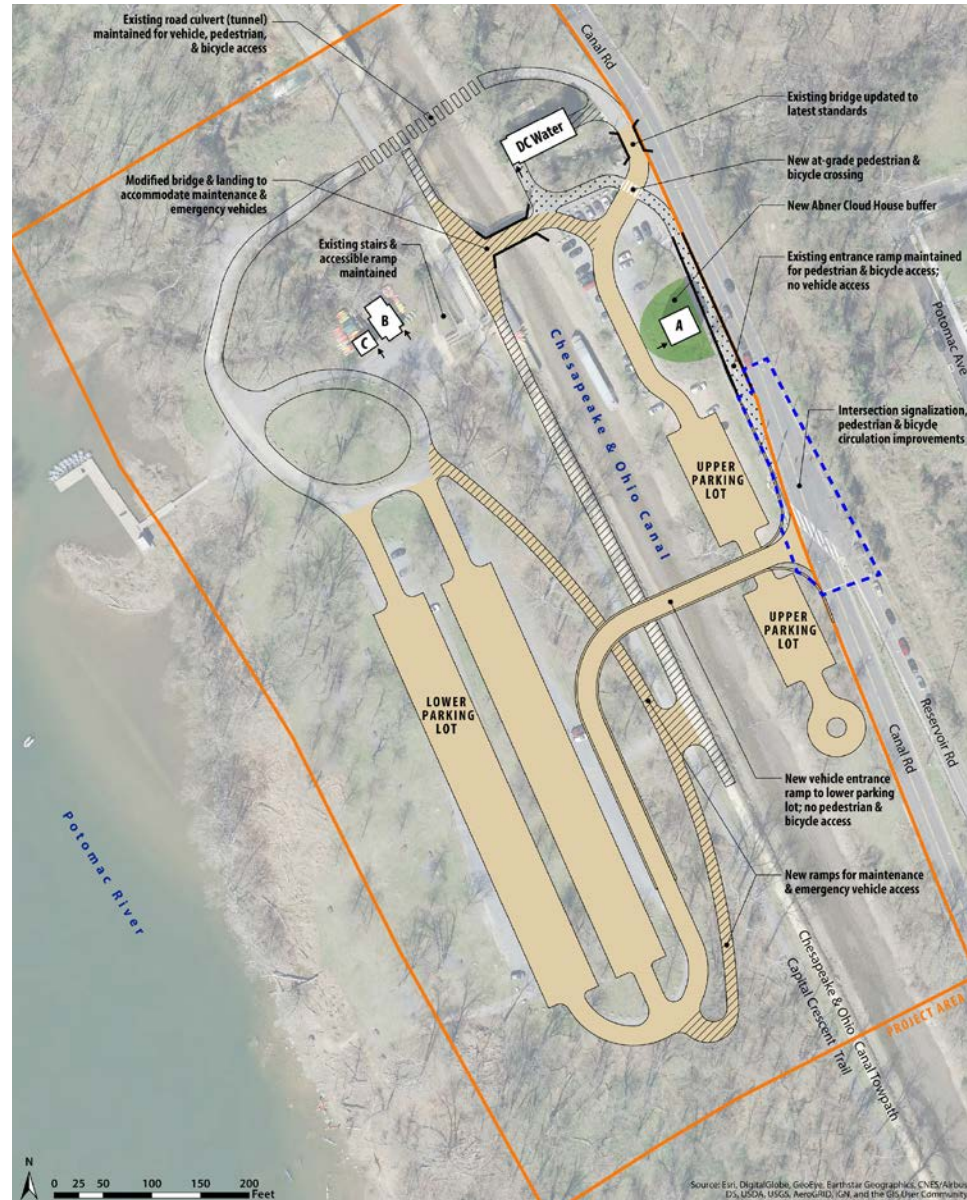 Existing road culvert (tunnel)
maintained for vehicle, pedestrian,
& bicycle access
Canal Rd
DC Water
Existing bridge updated to
latest standards
New at-grade pedestrian &
bicycle crossing
Modified bridge & landing to
accommodate maintenance &
emergency vehicles
New Abner Cloud House buffer
Existing stairs &
accessible ramp
maintained
Existing entrance ramp maintained
for pedestrian & bicycle access;
no vehicle access
A
B
C
Potomac Ave
Chesapeake & Ohio Canal
Intersection signalization,
pedestrian & bicycle
circulation improvements
UPPER
PARKING
LOT
UPPER
PARKING
LOT
LOWER
PARKING
LOT
Reservoir Rd
Canal Rd
New vehicle entrance
ramp to lower parking
lot; no pedestrian &
bicycle access
Potomac River
New ramps for maintenance
& emergency vehicle access
Chesapeake & Ohio Canal Towpath
Capital Crescent Trail
PROJECT AREA
N
0 25 50 100 150 200
Feet
Source: Esri, DigitalGlobe, GeoEye, Earthstar Geographics, CNES/Airbus
DS, USDA, USGS, AeroGRID, IGN, and the GIS User Community